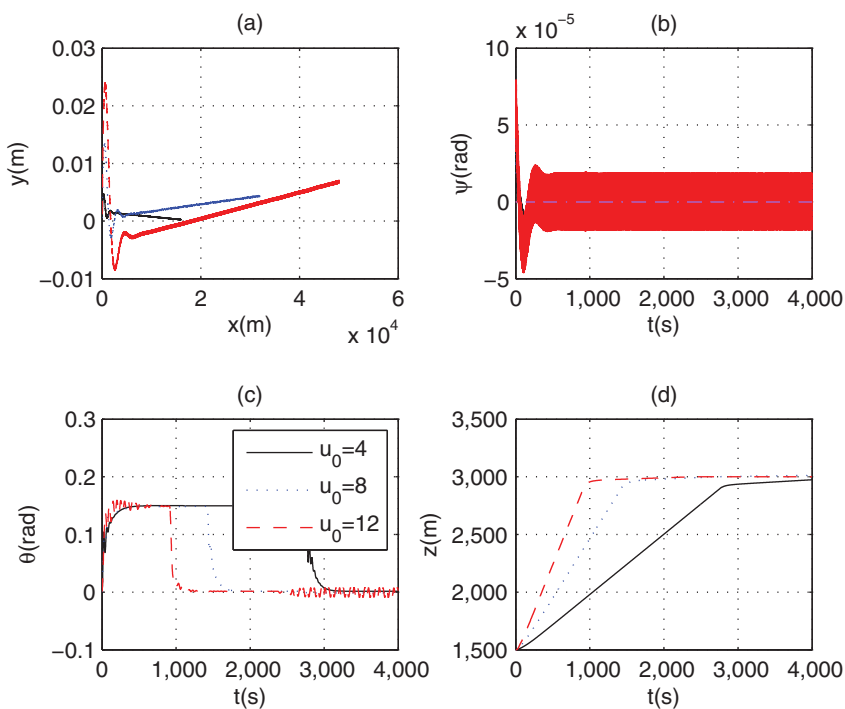 (a)
0.03
0.02
0.01
0
−0.01
y(m)
0 2 4 6
x(m)
x 10^4
(b)
x 10^-5
10
5
0
−5
ψ(rad)
0 1,000 2,000 3,000 4,000
t(s)
(c)
0.3
0.2
0.1
0
−0.1
θ(rad)
u_0=4
u_0=8
u_0=12
0 1,000 2,000 3,000 4,000
t(s)
(d)
3,500
3,000
2,500
2,000
1,500
z(m)
0 1,000 2,000 3,000 4,000
t(s)